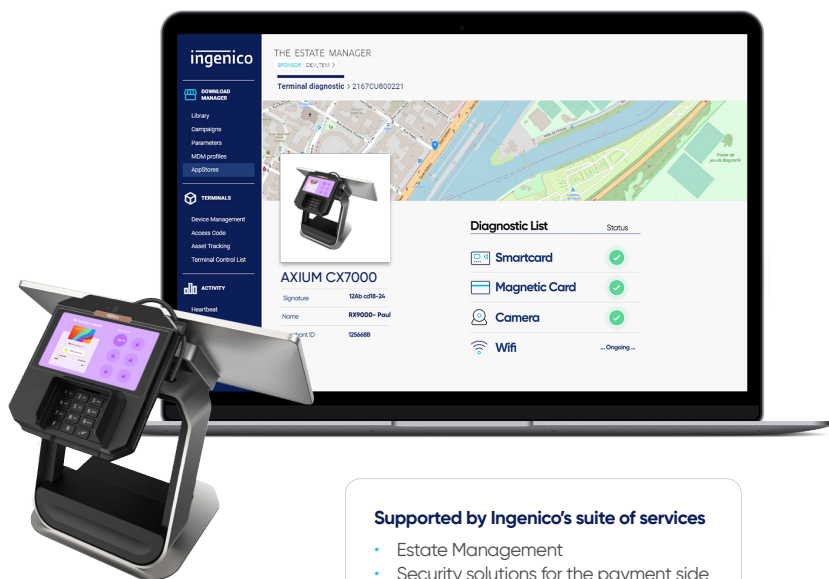 ingenico
THE ESTATE MANAGER
SPONSOR : DEV_TEM >
Terminal diagnostic > 2167CU800221
DOWNLOAD
MANAGER
Library
Campaigns
Parameters
MDM profiles
AppStores
TERMINALS
Device Management
Access Code
Asset Tracking
Terminal Control List
ACTIVITY
Heartbeat
AXIUM CX7000
Signature 12Ab cd18-24
Name RX9000- Paul
ID 125668B
Diagnostic List Status
Smartcard
Magnetic Card
Camera
Wifi ... Ongoing ...
Supported by Ingenico's suite of services
• Estate Management
• Security solutions for the payment side